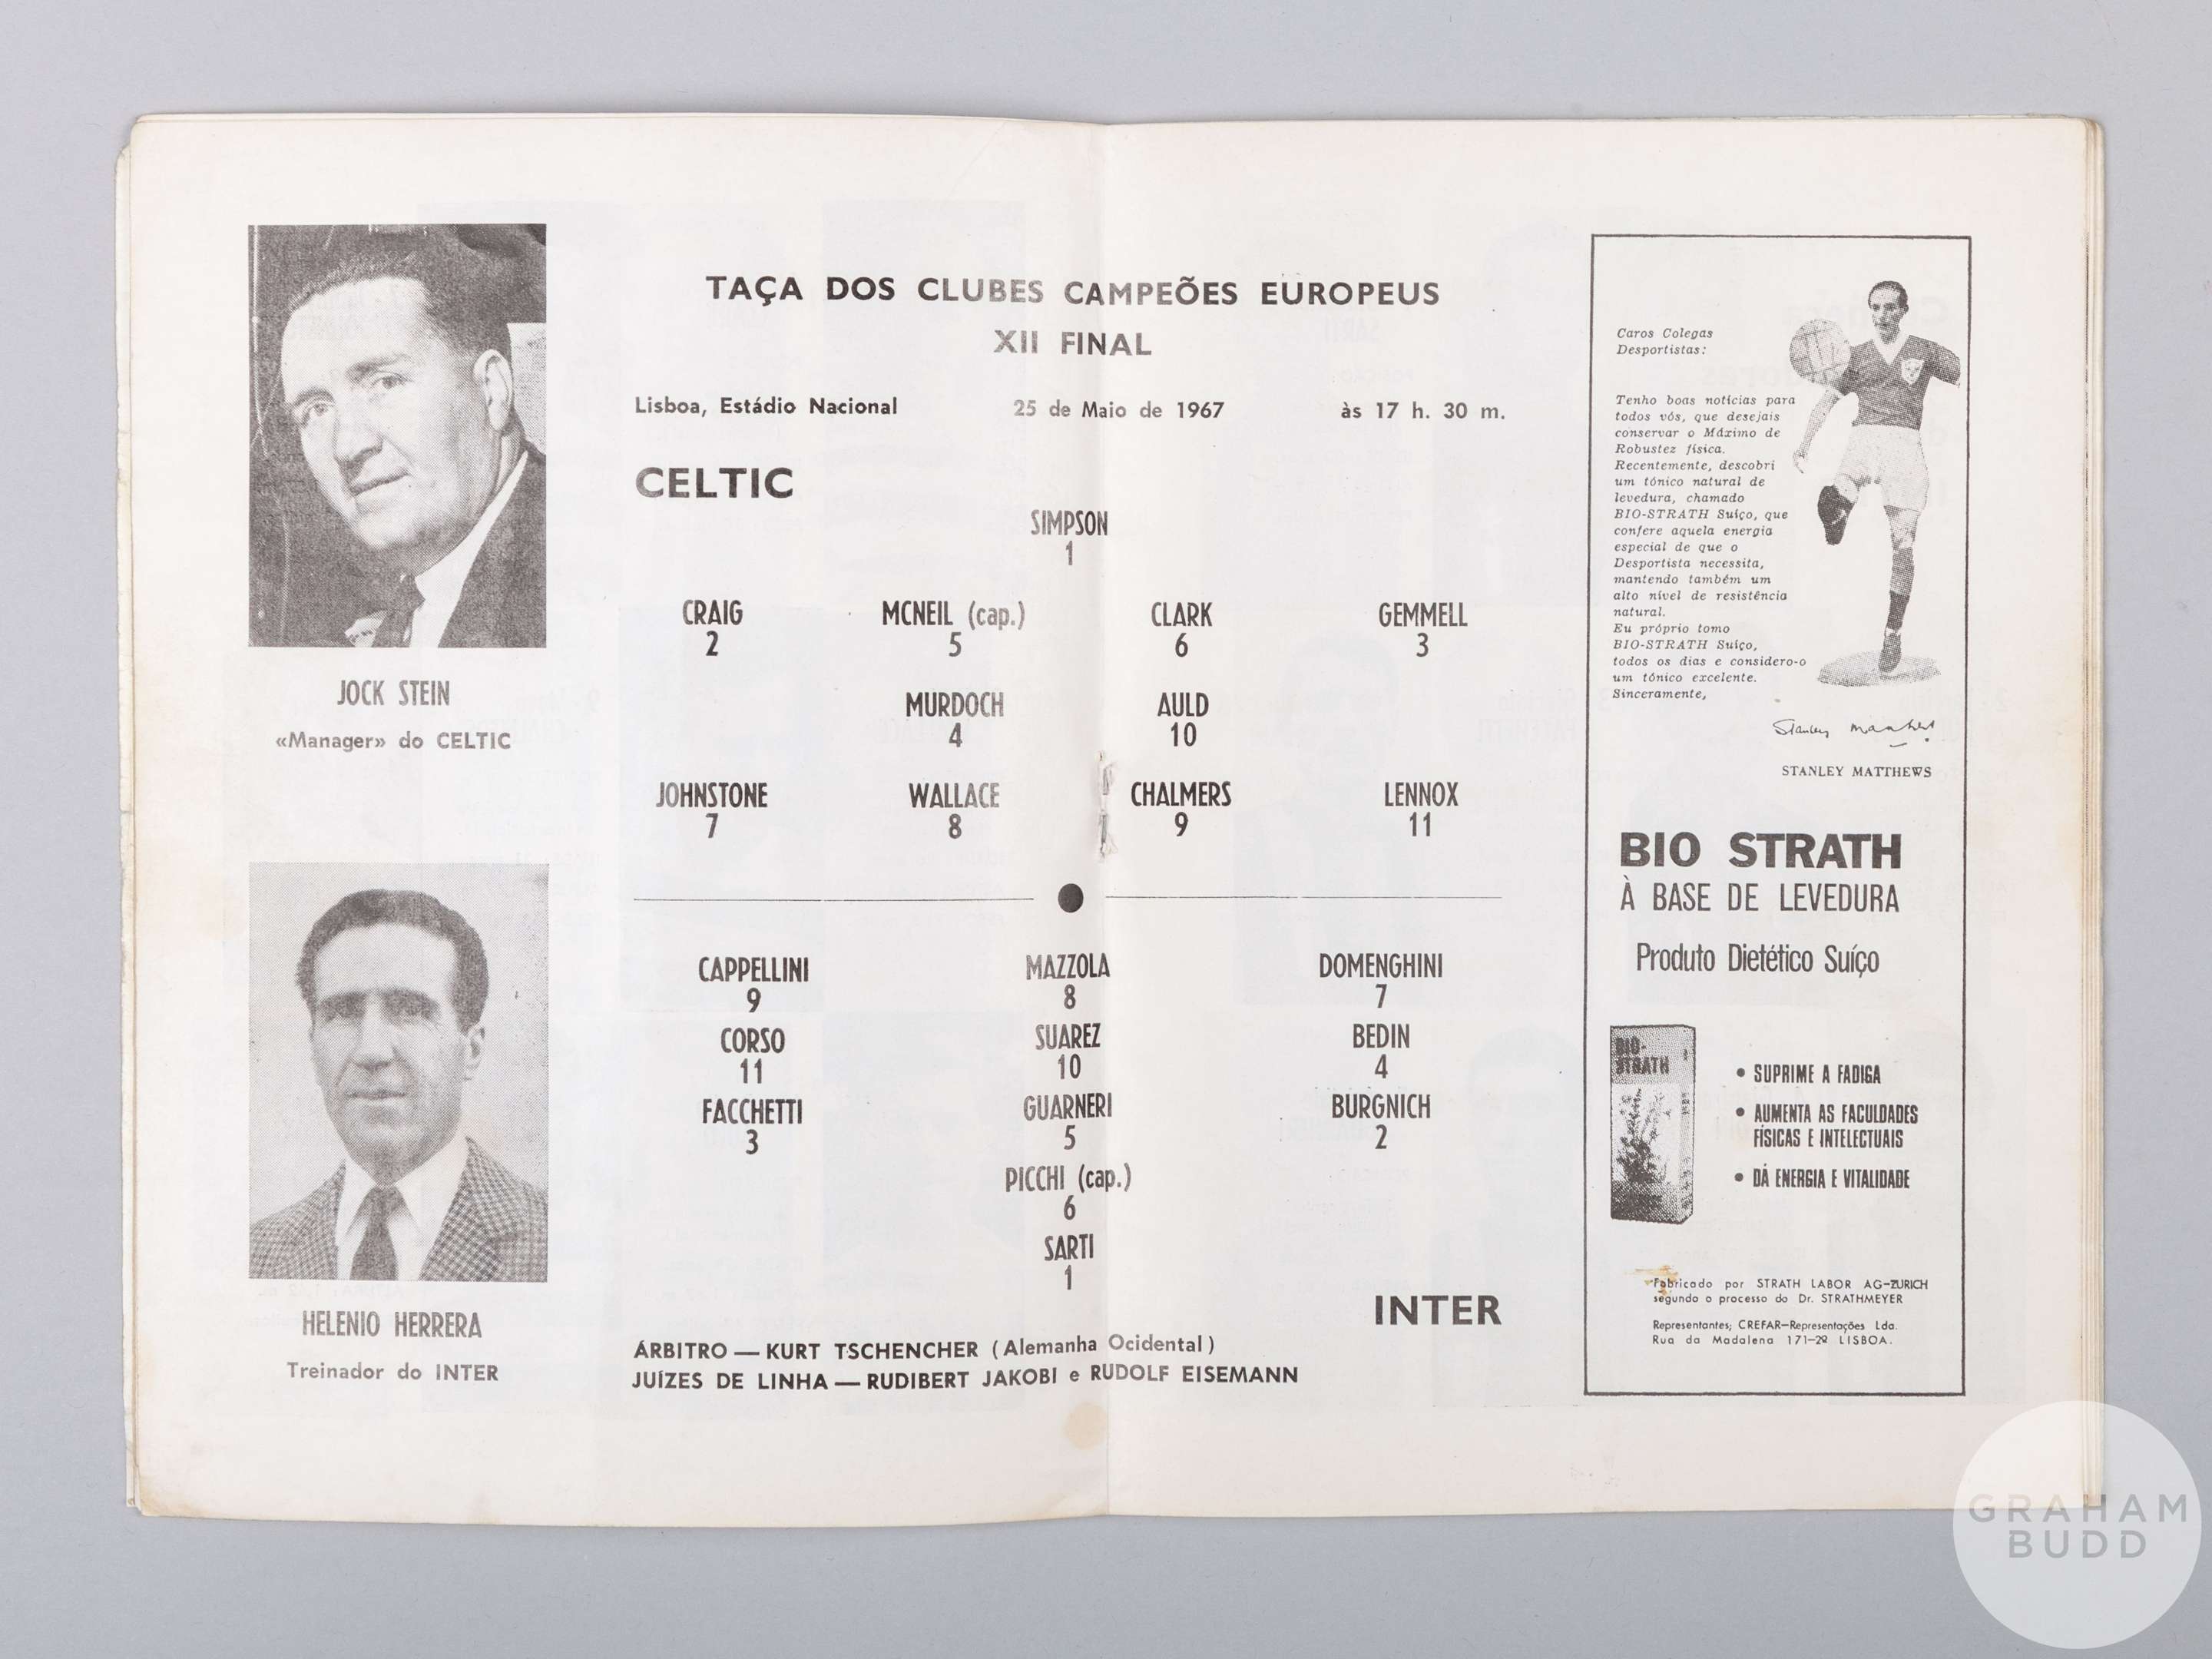 TAÇA DOS CLUBES CAMPEÕES EUROPEUS
XII FINAL
Lisboa, Estádio Nacional 25 de Maio de 1967 às 17 h. 30 m.
JOCK STEIN
«Manager» do CELTIC
HELENIO HERRERA
Treinador do INTER
CELTIC
SIMPSON
1
CRAIG MCNEIL (cap.) CLARK GEMMELL
2 5 6 3
MURDOCH AULD
4 10
JOHNSTONE WALLACE CHALMERS LENNOX
7 8 9 11
CAPPELLINI MAZZOLA DOMENGHINI
9 8 7
CORSO SUAREZ BEDIN
11 10 4
FACCHETTI GUARNERI BURGNICH
3 5 2
PICCHI (cap.)
6
SARTI
1
INTER
ÁRBITRO — KURT TSCHENCHER (Alemanha Ocidental)
JUÍZES DE LINHA — RUDIBERT JAKOBI e RUDOLF EISEMANN
Caros Colegas
Desportistas:
Tenho boas notícias para
todos vós, que desejais
conservar o Máximo de
Robustez física.
Recentemente, descobri
um tónico natural de
levedura, chamado
BIO-STRATH Suíço, que
confere aquela energia
especial de que o
Desportista necessita,
mantendo também um
alto nível de resistência
natural.
Eu próprio tomo
BIO-STRATH Suíço,
todos os dias e considero-o
um tónico excelente.
Sinceramente,
Stanley Matthews
STANLEY MATTHEWS
BIO STRATH
À BASE DE LEVEDURA
Produto Dietético Suíço
BIO-
STRATH
• SUPRIME A FADIGA
• AUMENTA AS FACULDADES
FÍSICAS E INTELECTUAIS
• DÁ ENERGIA E VITALIDADE
Fabricado por STRATH LABOR AG-ZURICH
segundo o processo do Dr. STRATHMEYER
Representantes; CREFAR—Representações Lda.
Rua da Madalena 171-2º LISBOA.
GRAHAM
BUDD